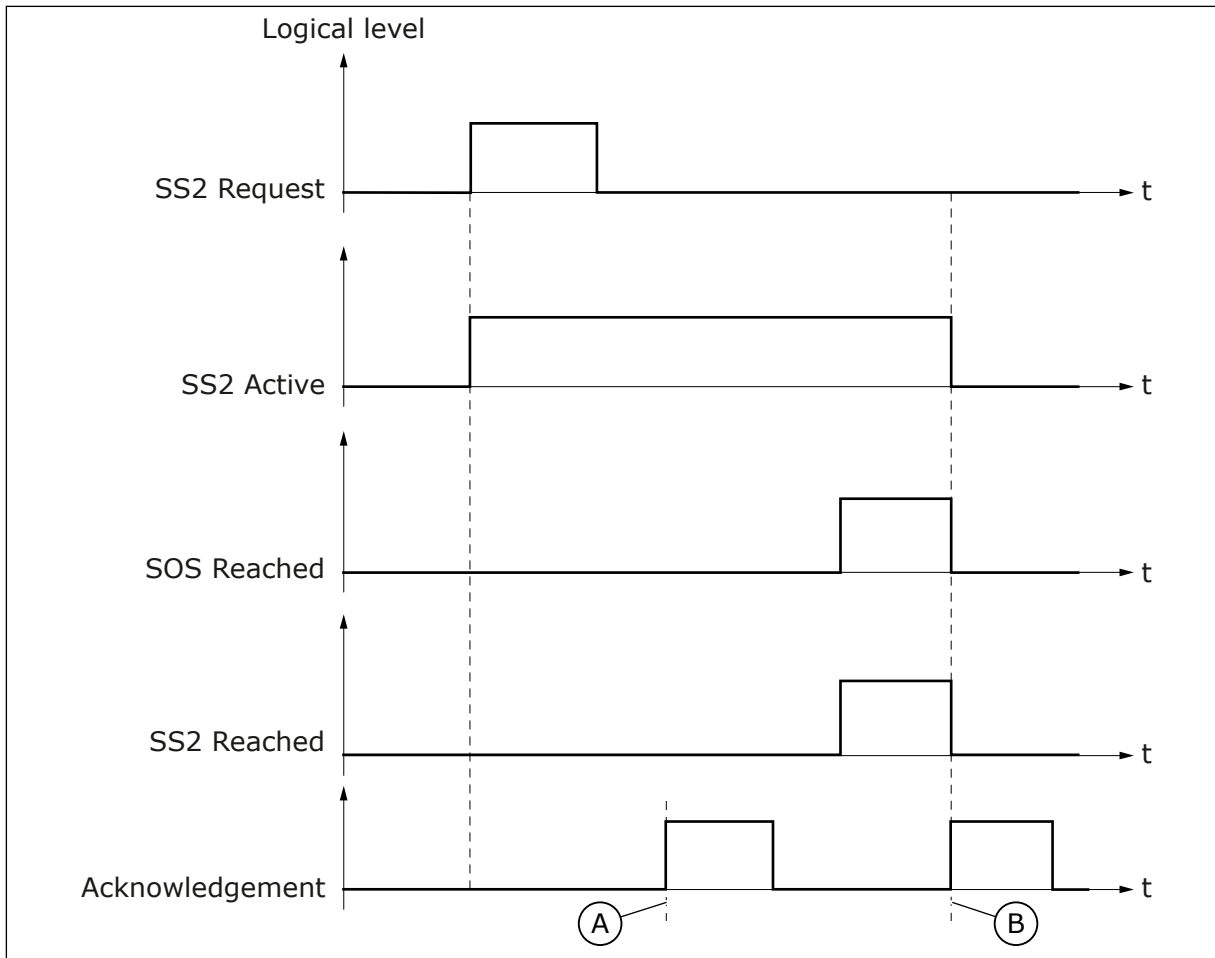 Logical level
SS2 Request
t
SS2 Active
t
SOS Reached
t
SS2 Reached
t
Acknowledgement
t
A
B